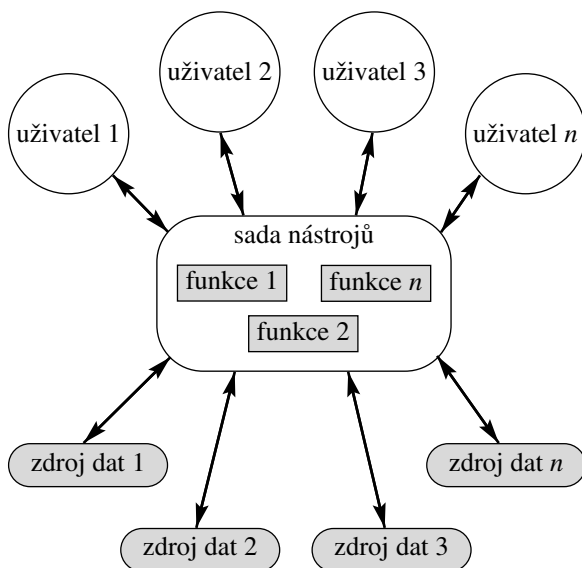 uživatel 1
uživatel 2
uživatel 3
uživatel n
sada nástrojů
funkce 1
funkce n
funkce 2
zdroj dat 1
zdroj dat n
zdroj dat 2
zdroj dat 3